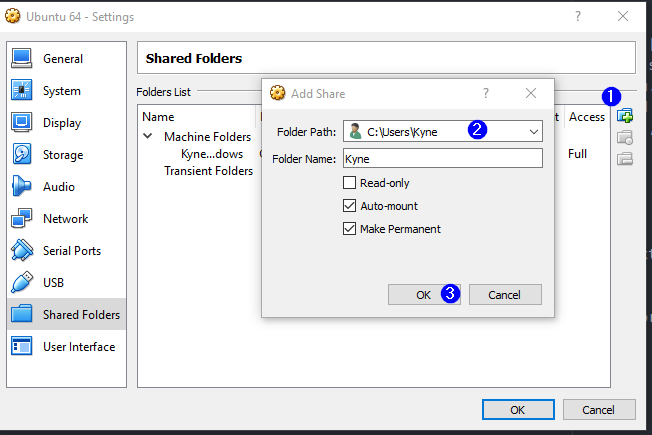 Ubuntu 64 - Settings
General
System
Display
Storage
Audio
Network
Serial Ports
USB
Shared Folders
User Interface
Shared Folders
Folders List
Name
Access
Machine Folders
Kyne...dows
Full
Transient Folders
1
Add Share
Folder Path: C:\Users\Kyne 2
Folder Name: Kyne
Read-only
Auto-mount
Make Permanent
OK 3 Cancel
OK Cancel